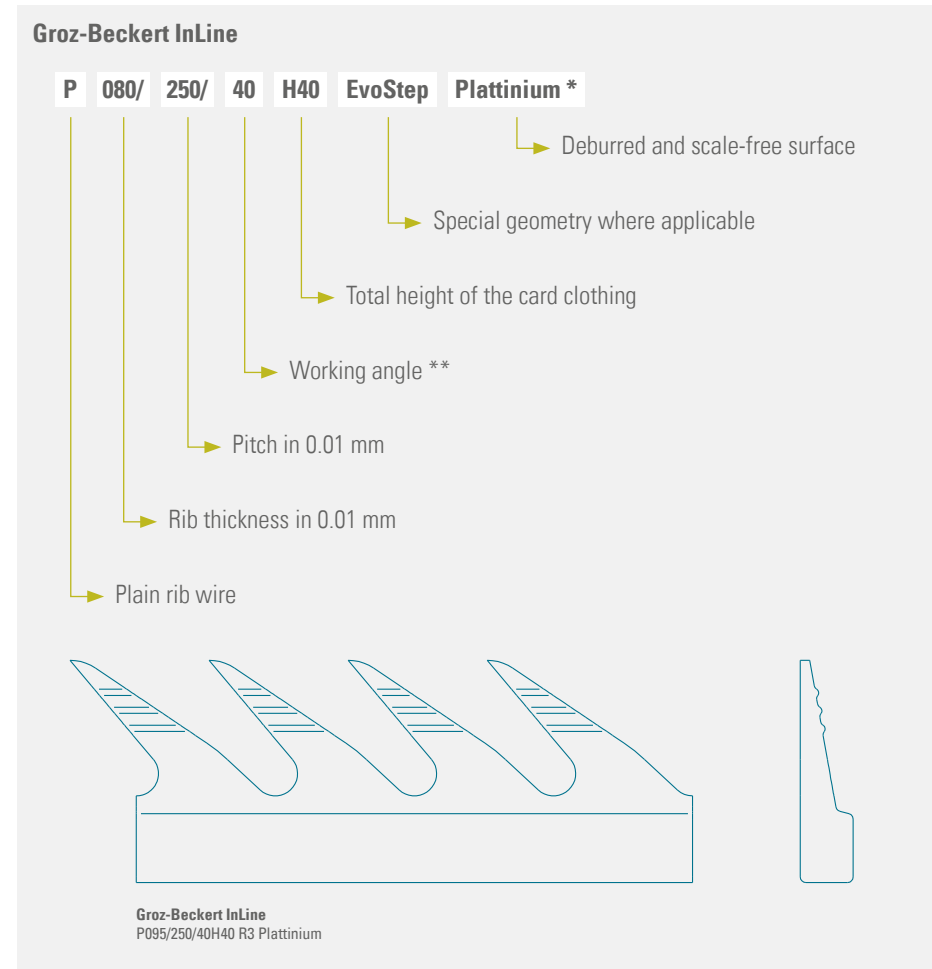 Groz-Beckert InLine
P 080/ 250/ 40 H40 EvoStep Plattinium *
Deburred and scale-free surface
Special geometry where applicable
Total height of the card clothing
Working angle **
Pitch in 0.01 mm
Rib thickness in 0.01 mm
Plain rib wire
Groz-Beckert InLine
P095/250/40H40 R3 Plattinium